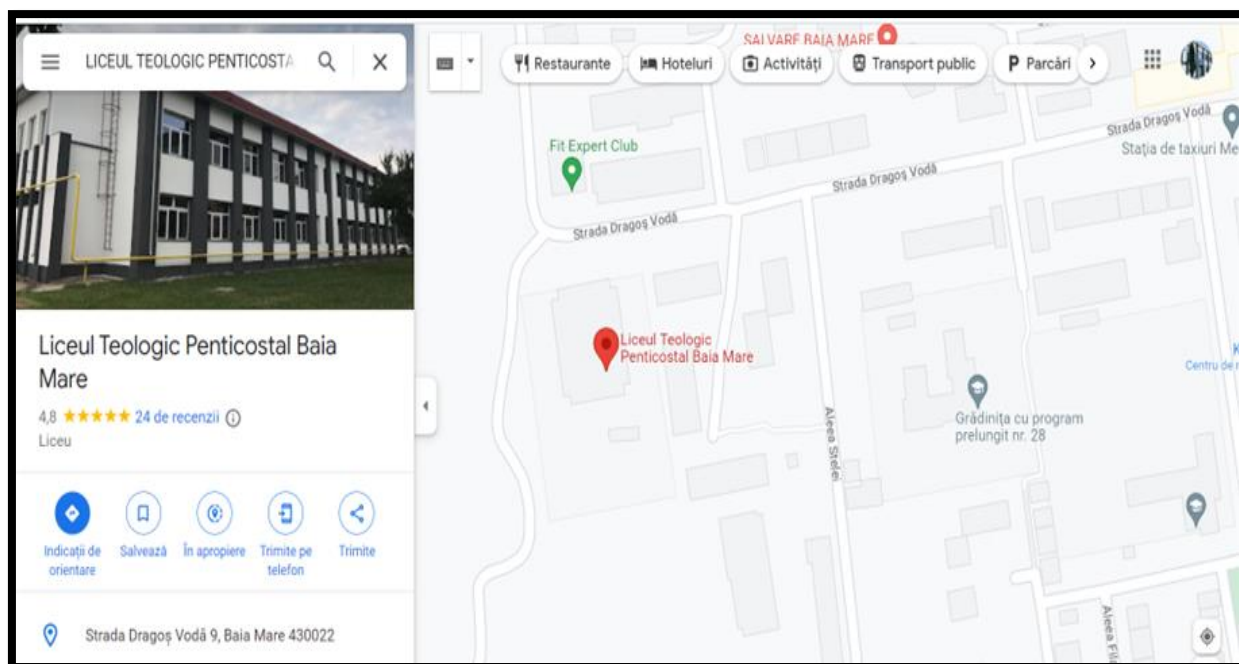 LICEUL TEOLOGIC PENTICOSTA
Liceul Teologic Penticostal Baia
Mare
4,8
24 de recenzii
Liceu
Indicații de
orientare
Salvează
În apropiere
Trimite pe
telefon
Trimite
Strada Dragoș Vodă 9, Baia Mare 430022
SALVARE BAIA MARE
Restaurante
Hoteluri
Activități
Transport public
P Parcări
Fit Expert Club
Strada Dragoș Vodă
Strada Dragoș Vodă
Strada Dragoș Vodă
Stația de taxiuri Me
Liceul Teologic
Penticostal Baia Mare
Grădinița cu program
prelungit nr. 28
K
Centru de
Aleea Stelei
Aleea